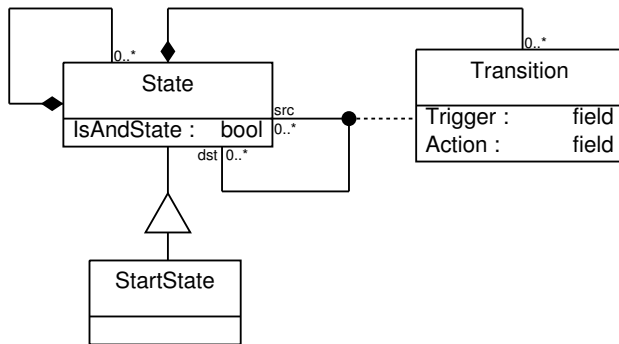 0..*
0..*
State
Transition
src
IsAndState : bool
0..*
Trigger : field
dst
0..*
Action : field
StartState